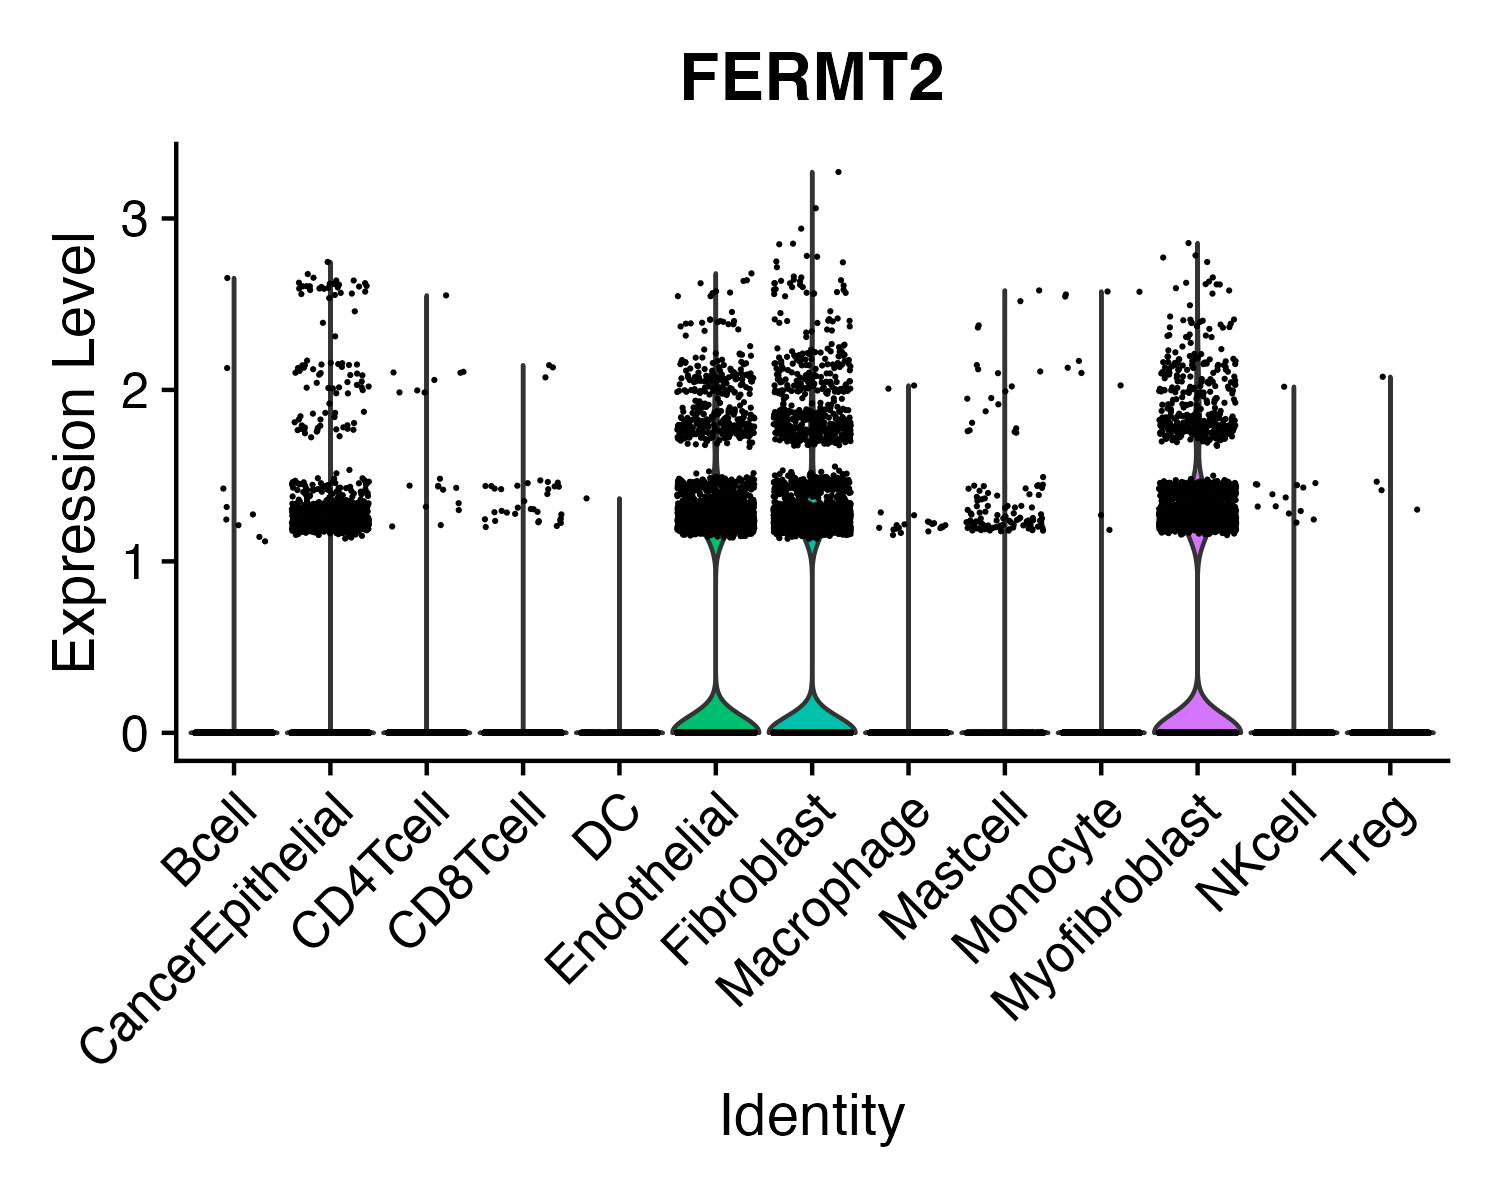 FERMT2
Expression Level
3
2
1
0
Bcell
CancerEpithelial
CD4Tcell
CD8Tcell
DC
Endothelial
Fibroblast
Macrophage
Mastcell
Monocyte
Myofibroblast
NKcell
Treg
Identity